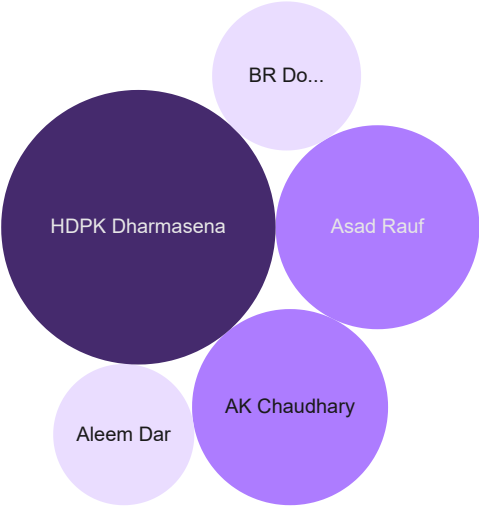 BR Do...
HDPK Dharmasena
Asad Rauf
AK Chaudhary
Aleem Dar